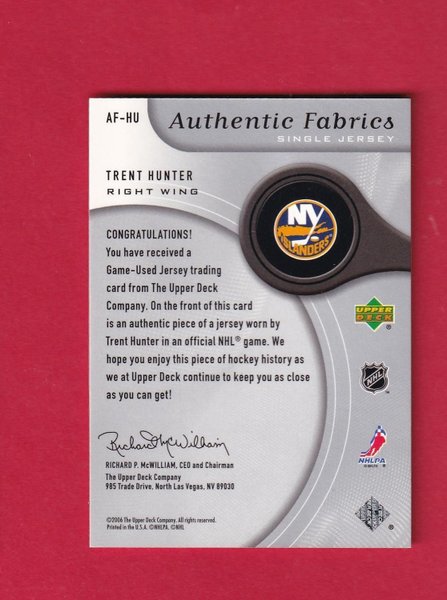 AF-HU
Authentic Fabrics
SINGLE JERSEY
TRENT HUNTER
RIGHT WING
NY
ISLANDERS
CONGRATULATIONS!
You have received a
Game-Used Jersey trading
card from The Upper Deck
Company. On the front of this card
is an authentic piece of a jersey worn by
Trent Hunter in an official NHL® game. We
hope you enjoy this piece of hockey history as
we at Upper Deck continue to keep you as close
as you can get!
UPPER
DECK
®
NHL
NHLPA
Richard McWilliam
RICHARD P. McWILLIAM, CEO and Chairman
The Upper Deck Company
985 Trade Drive, North Las Vegas, NV 89030
©2006 The Upper Deck Company. All rights reserved.
Printed in the U.S.A. ©NHLPA. ©NHL
®